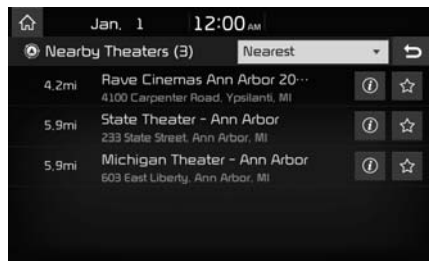 Jan. 1 12:00 AM
Nearby Theaters (3) Nearest
4.2mi Rave Cinemas Ann Arbor 20...
4100 Carpenter Road, Ypsilanti, MI
5.9mi State Theater - Ann Arbor
233 State Street, Ann Arbor, MI
5.9mi Michigan Theater - Ann Arbor
603 East Liberty, Ann Arbor, MI